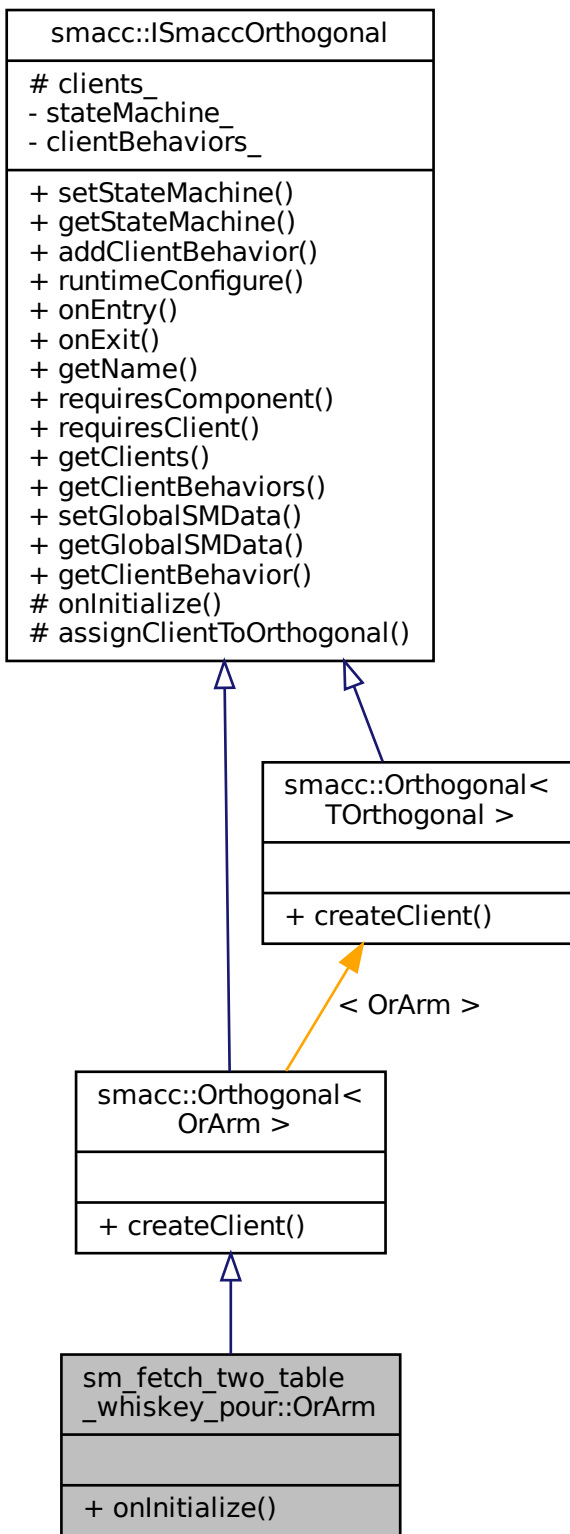 smacc::ISmaccOrthogonal
# clients_
- stateMachine_
- clientBehaviors_
+ setStateMachine()
+ getStateMachine()
+ addClientBehavior()
+ runtimeConfigure()
+ onEntry()
+ onExit()
+ getName()
+ requiresComponent()
+ requiresClient()
+ getClients()
+ getClientBehaviors()
+ setGlobalSMData()
+ getGlobalSMData()
+ getClientBehavior()
# onInitialize()
# assignClientToOrthogonal()
smacc::Orthogonal<
TOrthogonal >
+ createClient()
< OrArm >
smacc::Orthogonal<
OrArm >
+ createClient()
sm_fetch_two_table
_whiskey_pour::OrArm
+ onInitialize()